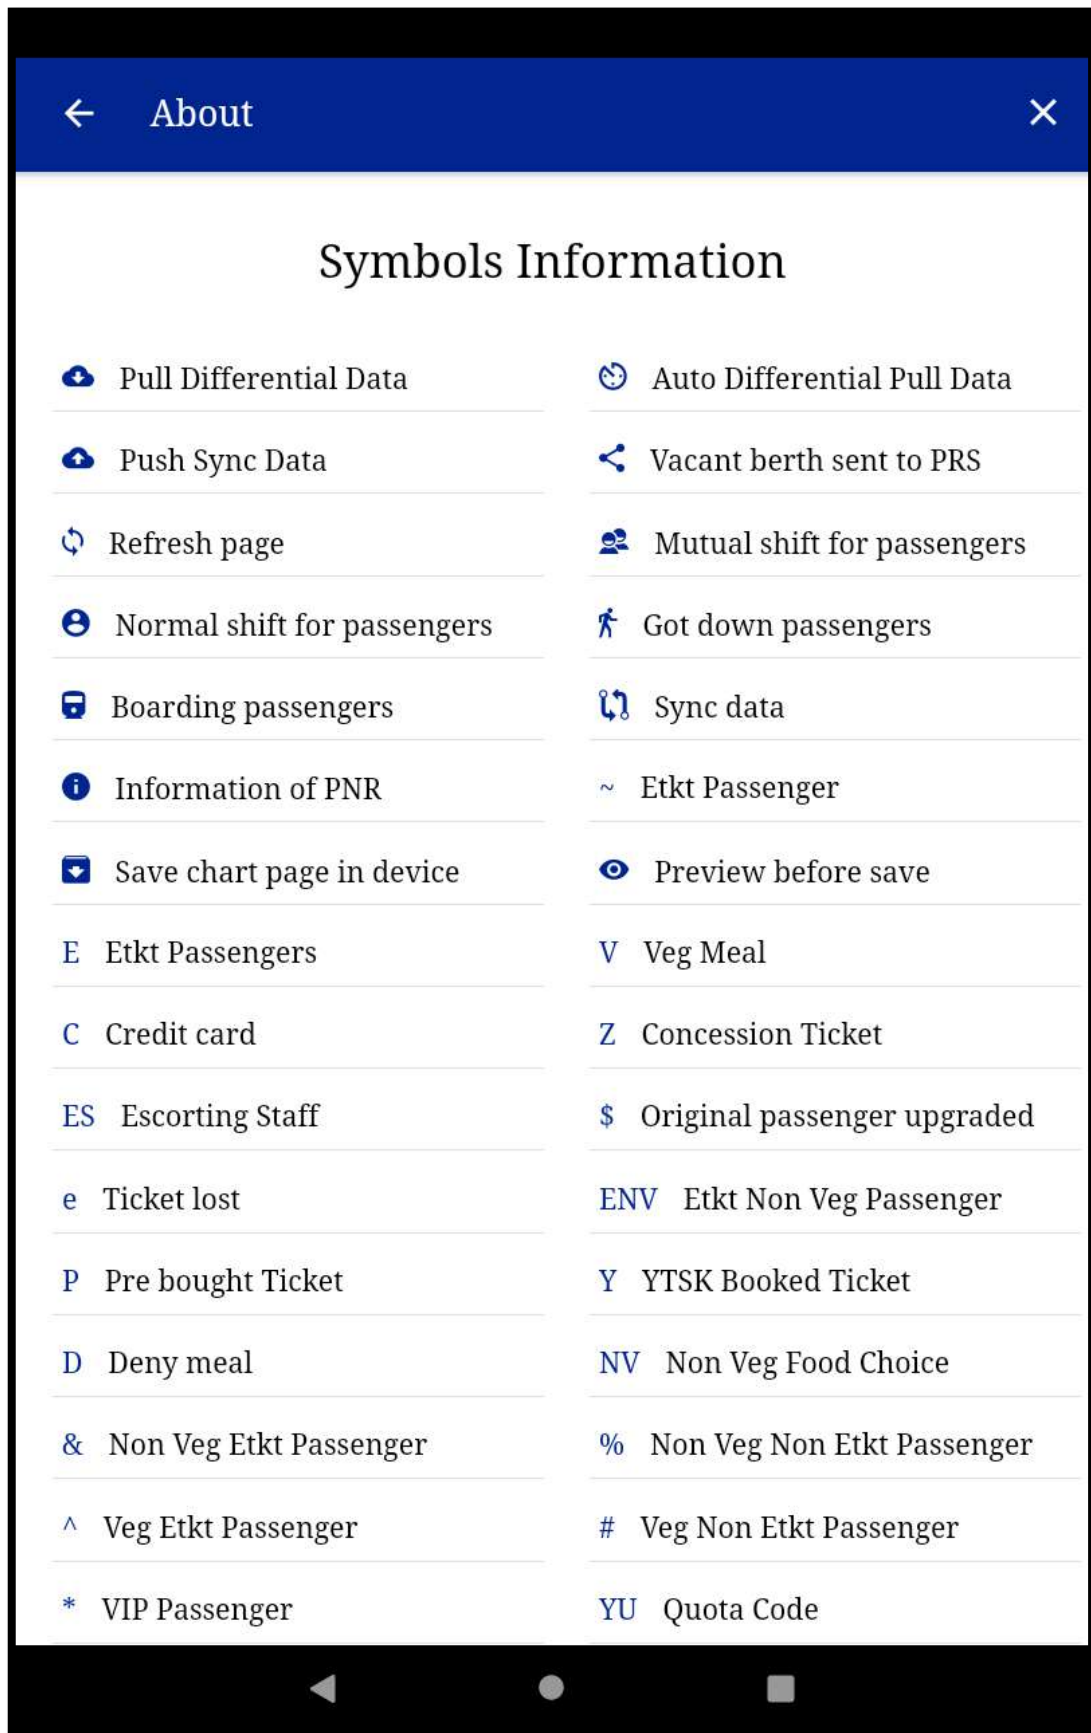 About
Symbols Information
Pull Differential Data
Auto Differential Pull Data
Push Sync Data
Vacant berth sent to PRS
Refresh page
Mutual shift for passengers
Normal shift for passengers
Got down passengers
Boarding passengers
Sync data
Information of PNR
~ Etkt Passenger
Save chart page in device
Preview before save
E Etkt Passengers
V Veg Meal
C Credit card
Z Concession Ticket
ES Escorting Staff
$ Original passenger upgraded
e Ticket lost
ENV Etkt Non Veg Passenger
P Pre bought Ticket
Y YTSK Booked Ticket
D Deny meal
NV Non Veg Food Choice
& Non Veg Etkt Passenger
% Non Veg Non Etkt Passenger
^ Veg Etkt Passenger
# Veg Non Etkt Passenger
* VIP Passenger
YU Quota Code